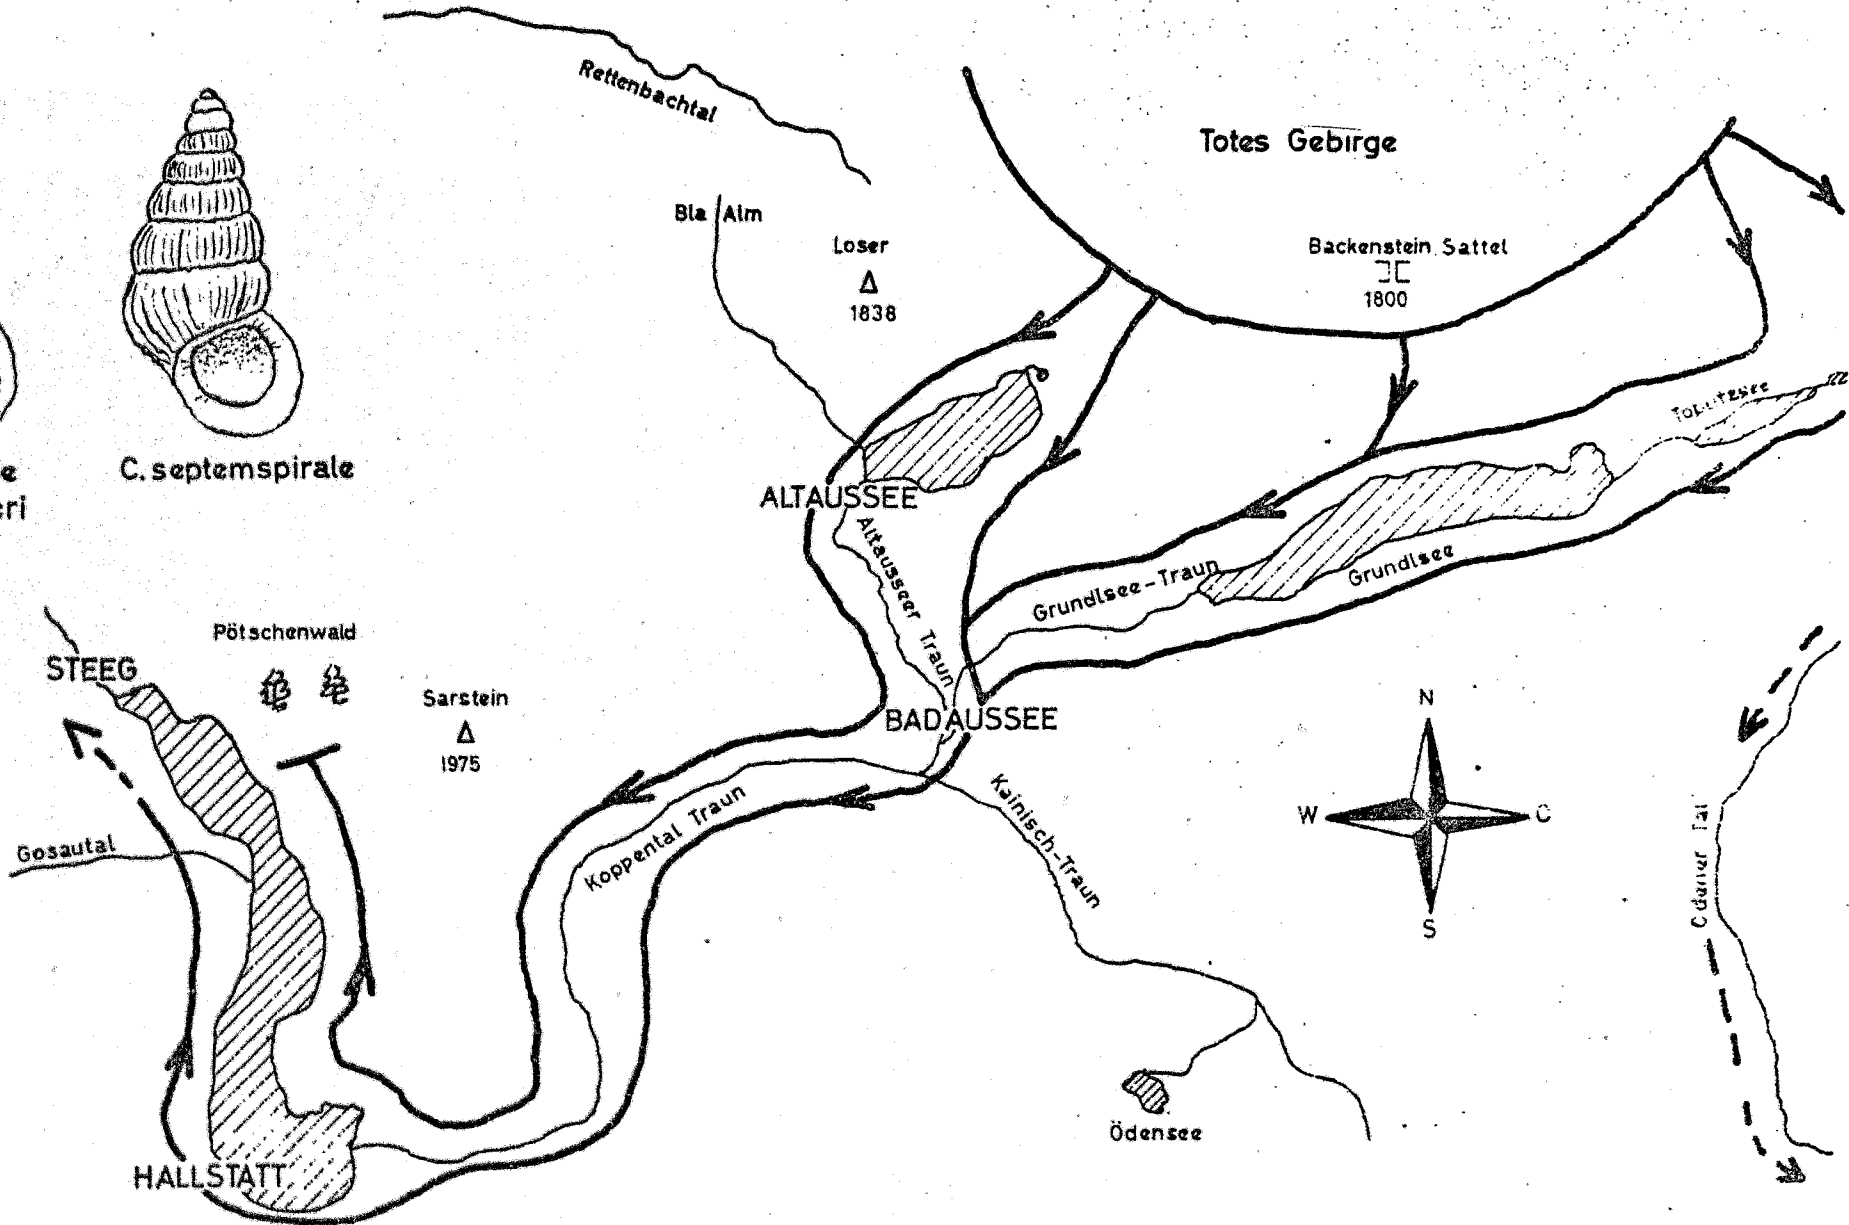 Rettenbachtal
Totes Gebirge
Bla Alm
Loser
1838
Backenstein Sattel
1800
e
eri
C. septemspirale
ALTAUSSEE
Altausseer Traun
Grundlsee-Traun
Grundlsee
Pötschenwald
STEEG
Sarstein
1975
BAD AUSSEE
N
W
S
Gosautal
Koppental Traun
Kainisch-Traun
Ödensee
HALLSTATT